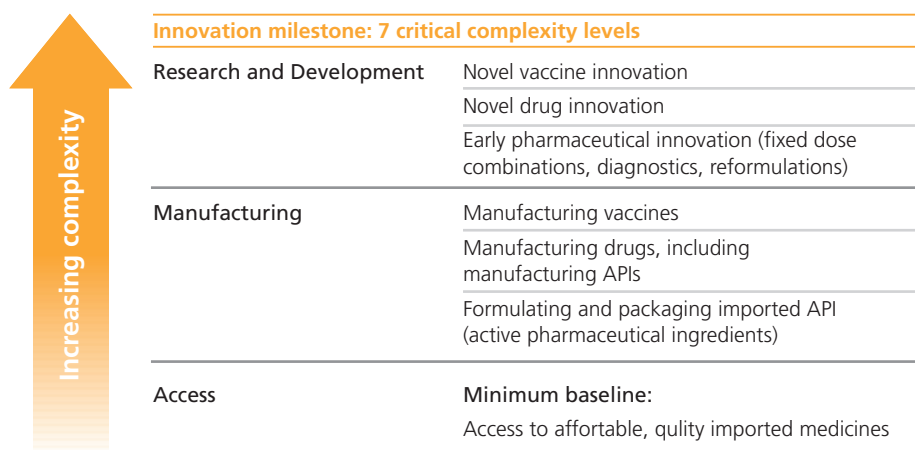 Increasing complexity
Innovation milestone: 7 critical complexity levels
Research and Development
Novel vaccine innovation
Novel drug innovation
Early pharmaceutical innovation (fixed dose
combinations, diagnostics, reformulations)
Manufacturing
Manufacturing vaccines
Manufacturing drugs, including
manufacturing APIs
Formulating and packaging imported API
(active pharmaceutical ingredients)
Access
Minimum baseline:
Access to affortable, qulity imported medicines